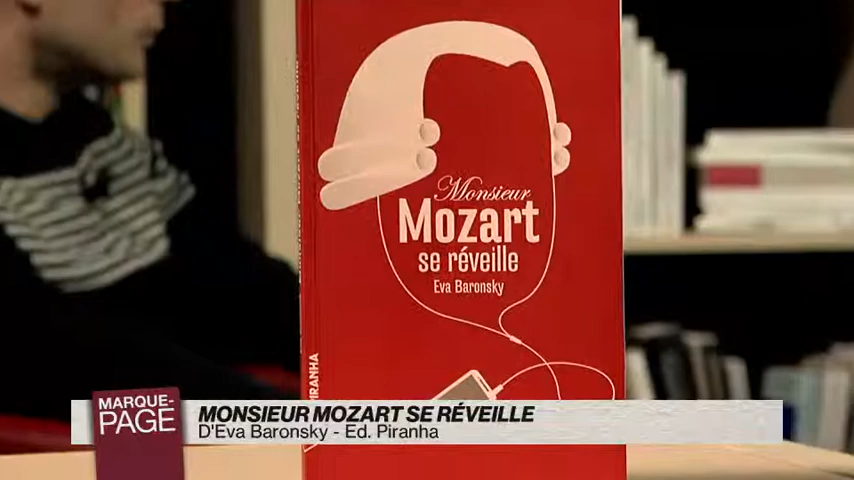 Monsieur
Mozart
se réveille
Eva Baronsky
PIRANHA
MARQUE-
PAGE
MONSIEUR MOZART SE RÉVEILLE
D'Eva Baronsky - Ed. Piranha